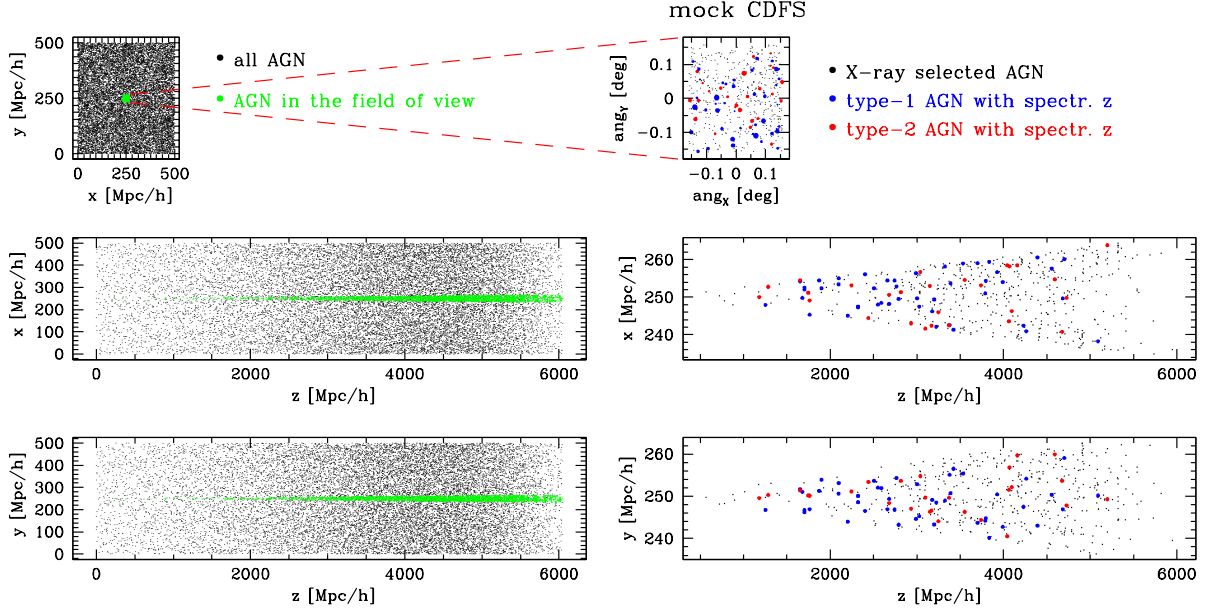 mock CDFS
500
250
0
y [Mpc/h]
0 250 500
x [Mpc/h]
all AGN
AGN in the field of view
0.1
0
−0.1
ang_Y [deg]
−0.1 0 0.1
ang_X [deg]
X−ray selected AGN
type−1 AGN with spectr. z
type−2 AGN with spectr. z
500
400
300
200
100
0
x [Mpc/h]
0 2000 4000 6000
z [Mpc/h]
260
250
240
x [Mpc/h]
2000 4000 6000
z [Mpc/h]
500
400
300
200
100
0
y [Mpc/h]
0 2000 4000 6000
z [Mpc/h]
260
250
240
y [Mpc/h]
2000 4000 6000
z [Mpc/h]